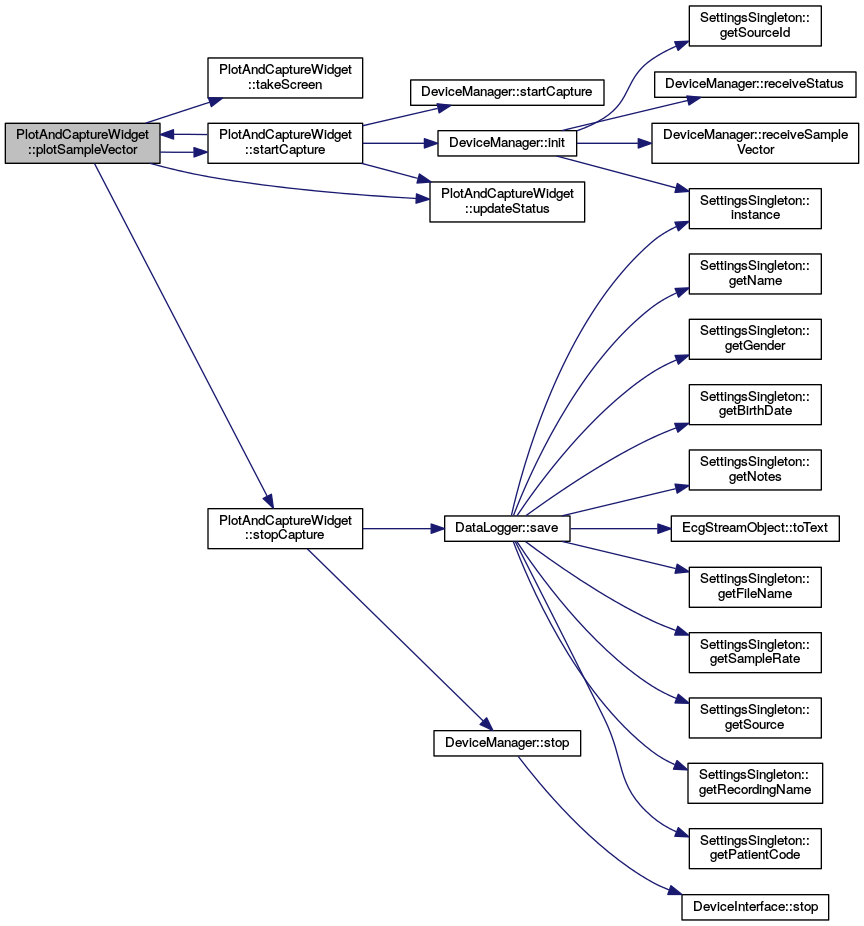 PlotAndCaptureWidget
::plotSampleVector
PlotAndCaptureWidget
::takeScreen
PlotAndCaptureWidget
::startCapture
PlotAndCaptureWidget
::stopCapture
DeviceManager::startCapture
DeviceManager::init
PlotAndCaptureWidget
::updateStatus
DataLogger::save
DeviceManager::stop
SettingsSingleton::
getSourceId
DeviceManager::receiveStatus
DeviceManager::receiveSample
Vector
SettingsSingleton::
instance
SettingsSingleton::
getName
SettingsSingleton::
getGender
SettingsSingleton::
getBirthDate
SettingsSingleton::
getNotes
EcgStreamObject::toText
SettingsSingleton::
getFileName
SettingsSingleton::
getSampleRate
SettingsSingleton::
getSource
SettingsSingleton::
getRecordingName
SettingsSingleton::
getPatientCode
DeviceInterface::stop